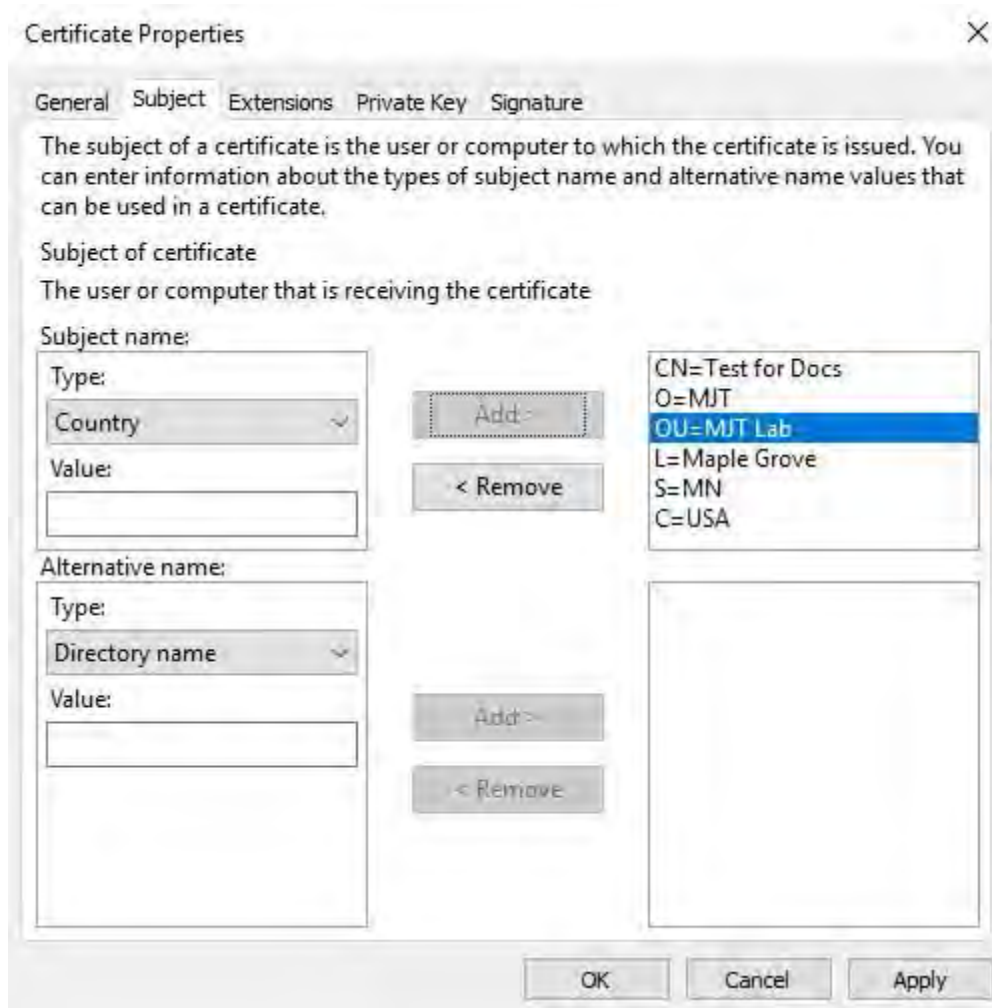 Certificate Properties
General Subject Extensions Private Key Signature
The subject of a certificate is the user or computer to which the certificate is issued. You
can enter information about the types of subject name and alternative name values that
can be used in a certificate.
Subject of certificate
The user or computer that is receiving the certificate
Subject name:
Type:
Country
Value:
Add >
< Remove
CN=Test for Docs
O=MJT
OU=MJT Lab
L=Maple Grove
S=MN
C=USA
Alternative name:
Type:
Directory name
Value:
Add >
< Remove
OK Cancel Apply